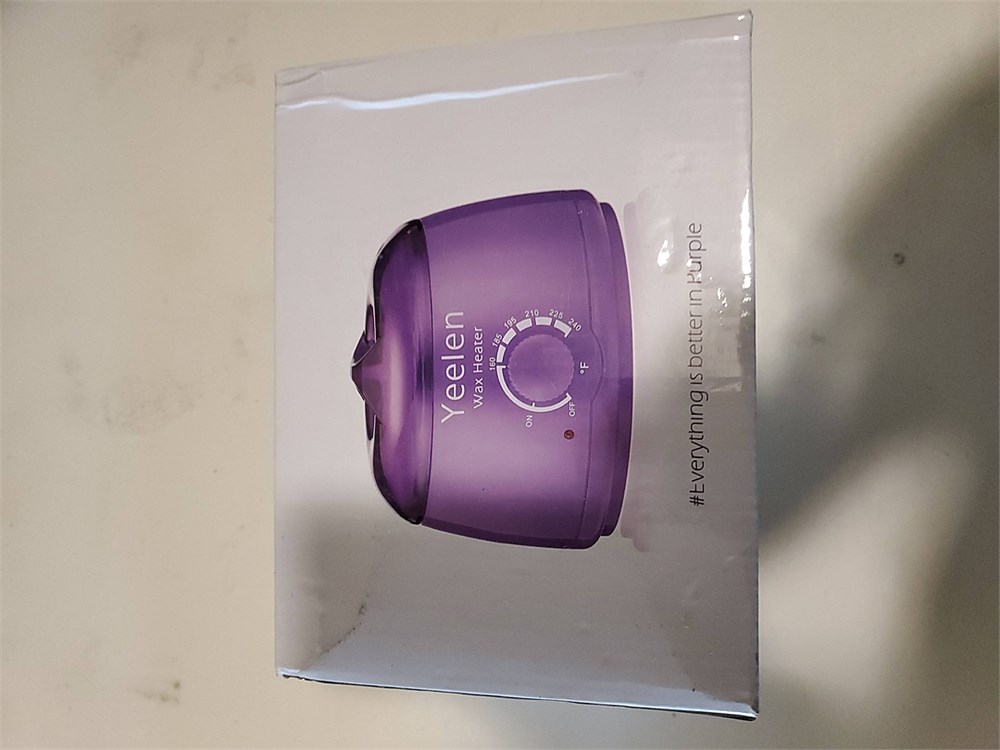 Yeelen
Wax Heater
160 185 195 210 225 240
ON
OFF
°F
#Everything is better in Purple